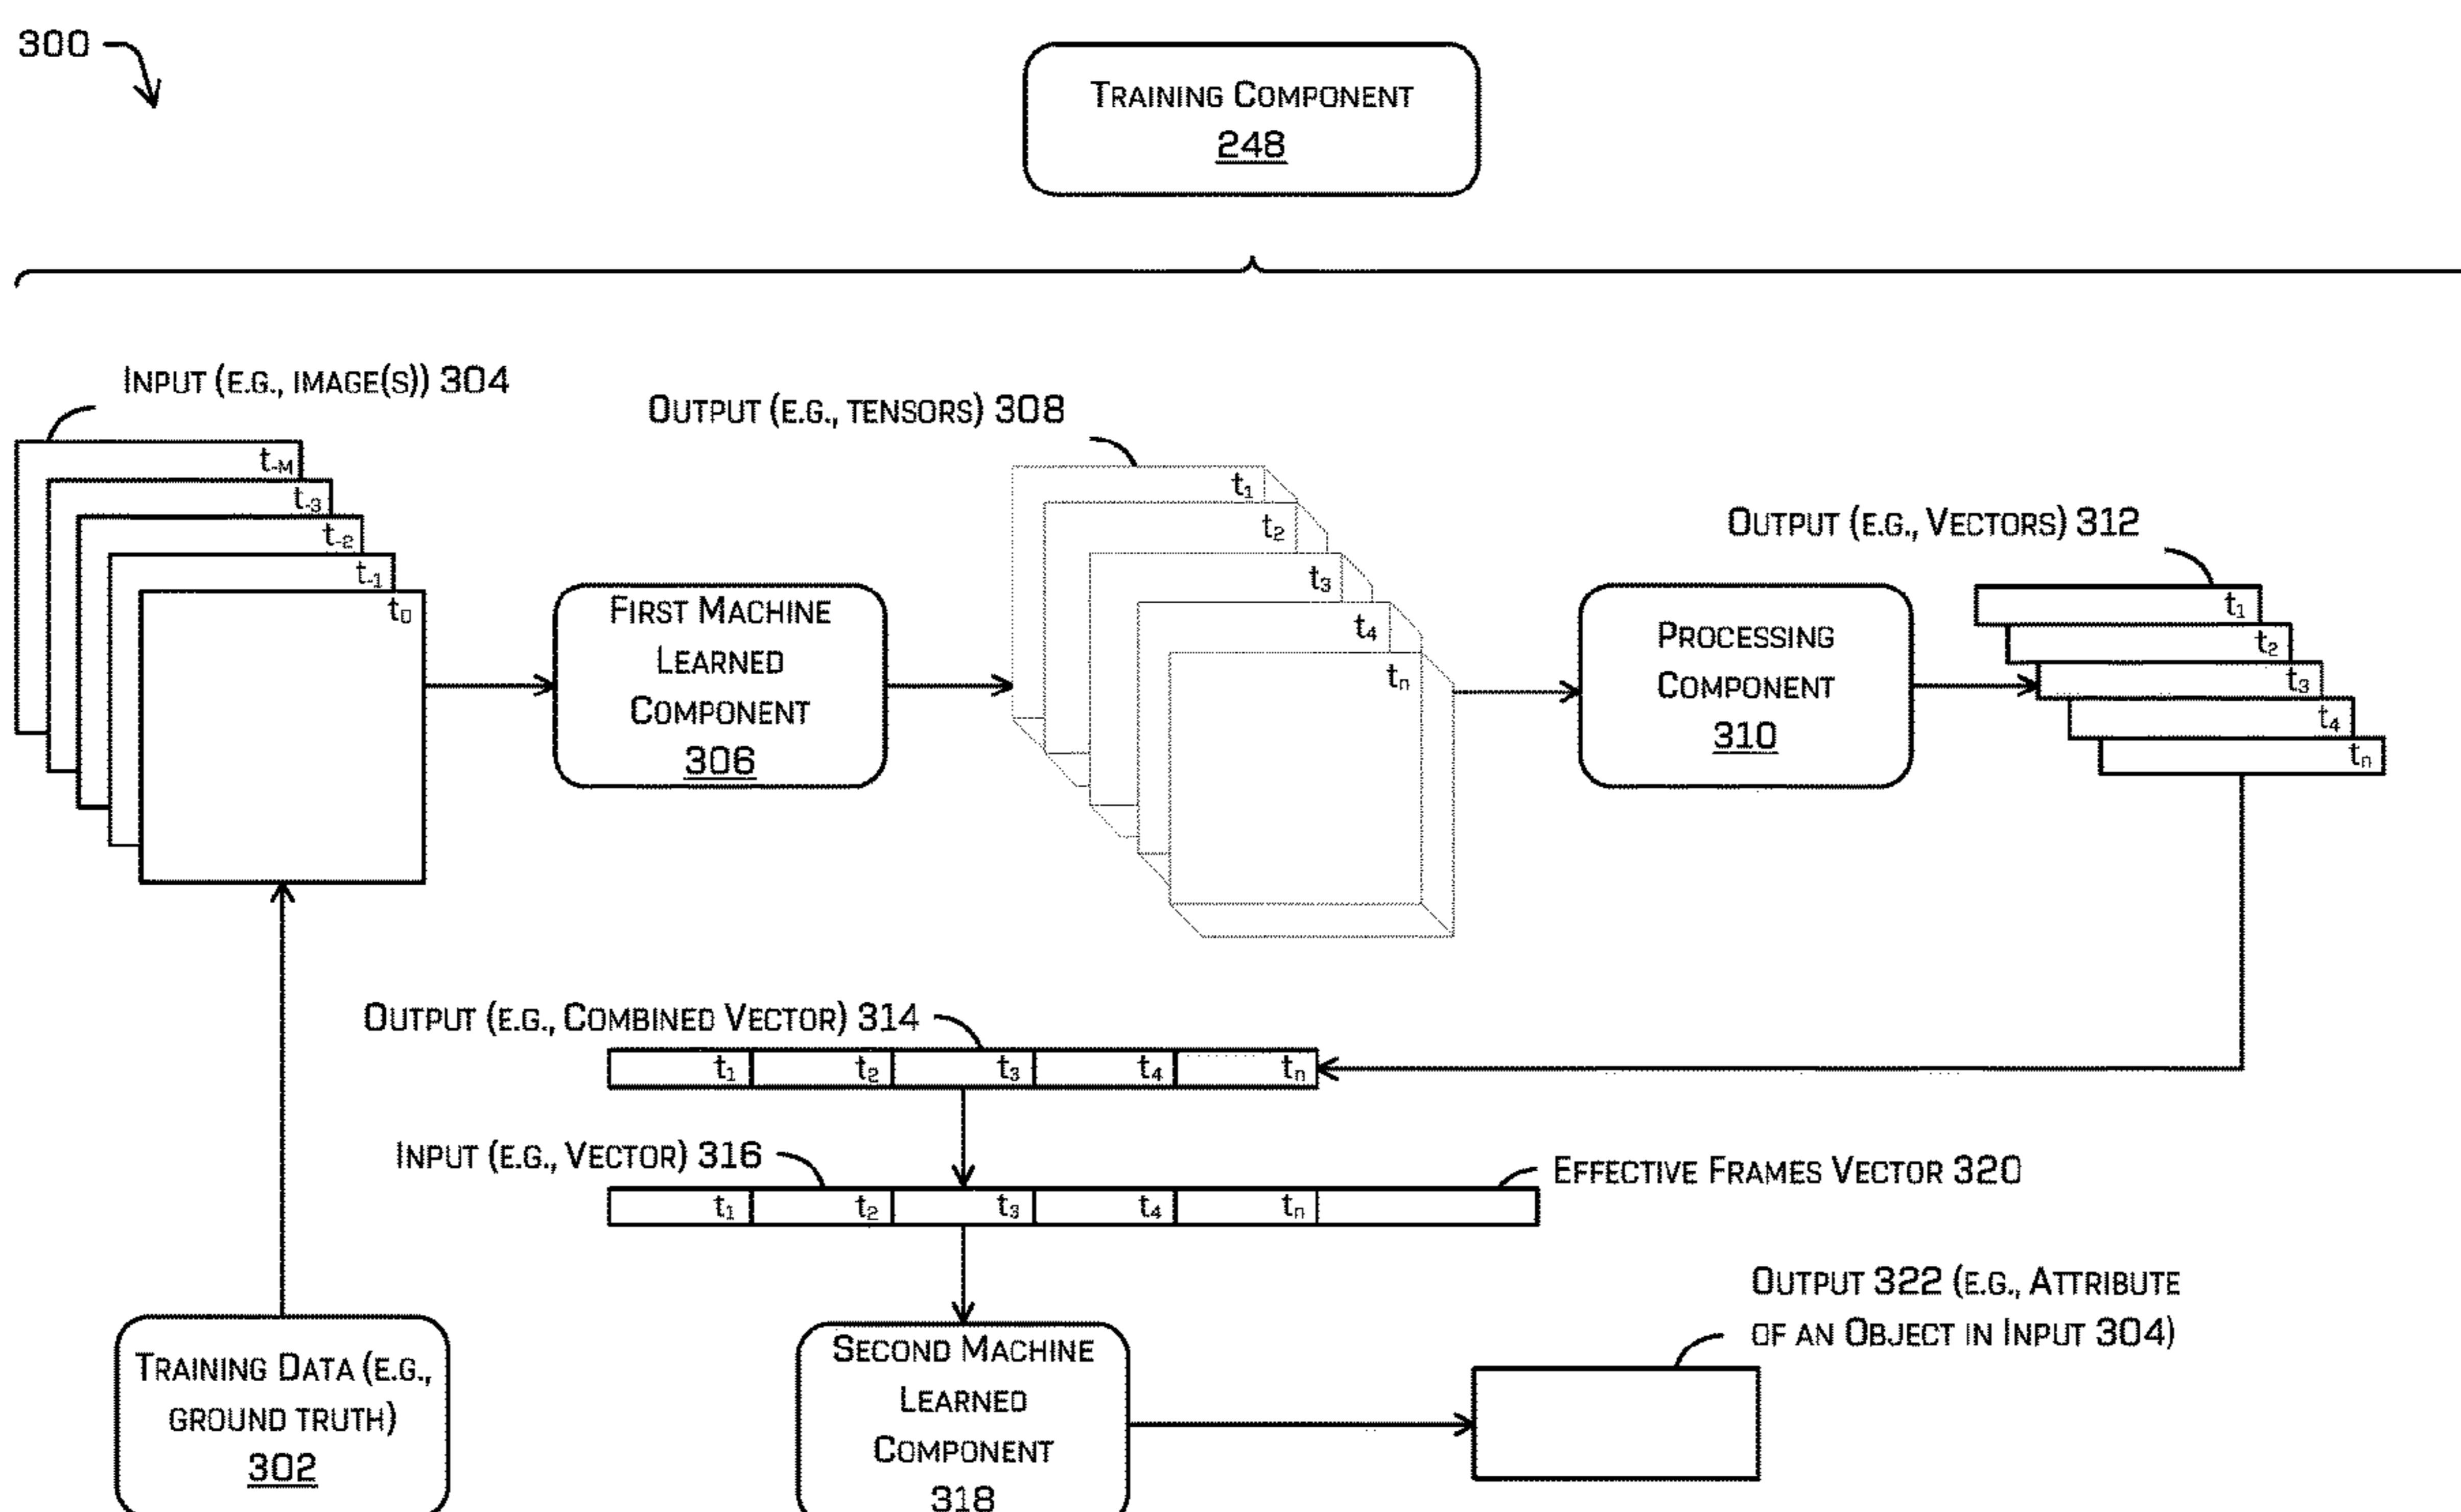 300
TRAINING COMPONENT
248
INPUT (E.G., IMAGE(S)) 304
OUTPUT (E.G., TENSORS) 308
OUTPUT (E.G., VECTORS) 312
t-M
t-3
t-2
t-1
t0
FIRST MACHINE
LEARNED
COMPONENT
306
t1
t2
t3
t4
tn
PROCESSING
COMPONENT
310
t1
t2
t3
t4
tn
OUTPUT (E.G., COMBINED VECTOR) 314
t1 t2 t3 t4 tn
INPUT (E.G., VECTOR) 316
EFFECTIVE FRAMES VECTOR 320
t1 t2 t3 t4 tn
TRAINING DATA (E.G.,
GROUND TRUTH)
302
SECOND MACHINE
LEARNED
COMPONENT
318
OUTPUT 322 (E.G., ATTRIBUTE
OF AN OBJECT IN INPUT 304)